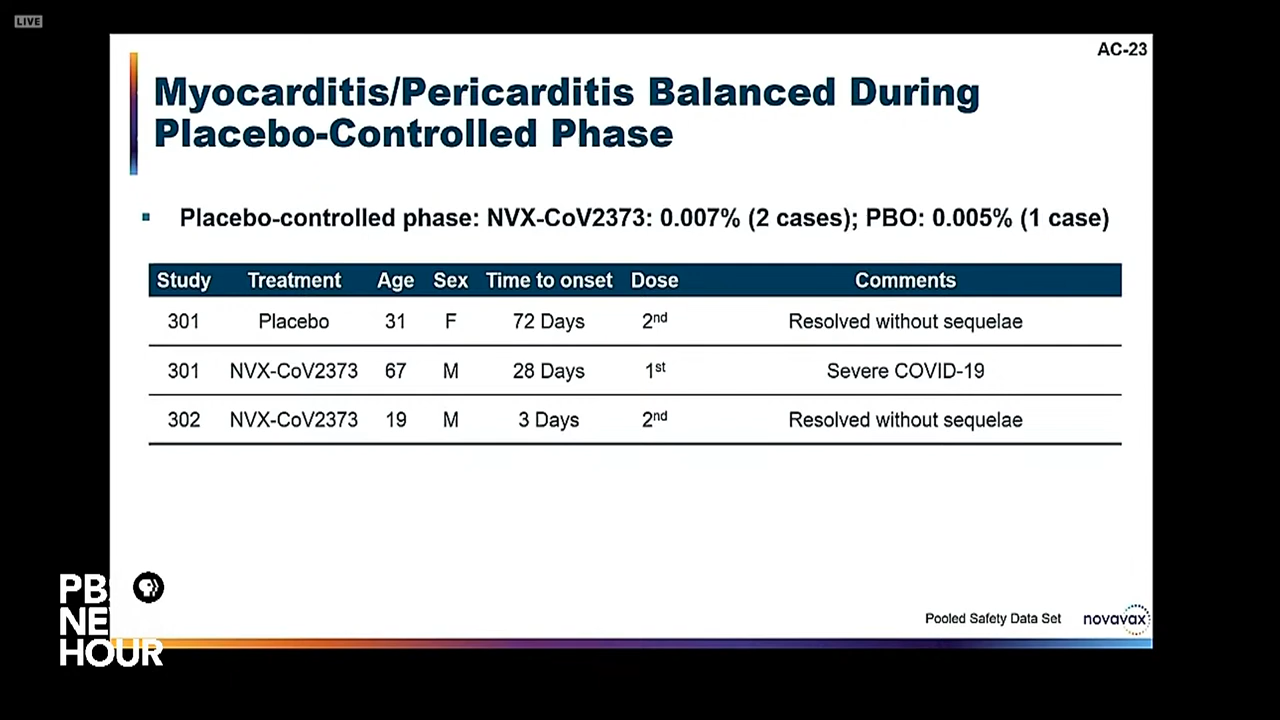 LIVE
AC-23
Myocarditis/Pericarditis Balanced During
Placebo-Controlled Phase
▪ Placebo-controlled phase: NVX-CoV2373: 0.007% (2 cases); PBO: 0.005% (1 case)
Study Treatment Age Sex Time to onset Dose Comments
301 Placebo 31 F 72 Days 2nd Resolved without sequelae
301 NVX-CoV2373 67 M 28 Days 1st Severe COVID-19
302 NVX-CoV2373 19 M 3 Days 2nd Resolved without sequelae
Pooled Safety Data Set novavax
PB
NE
HOUR